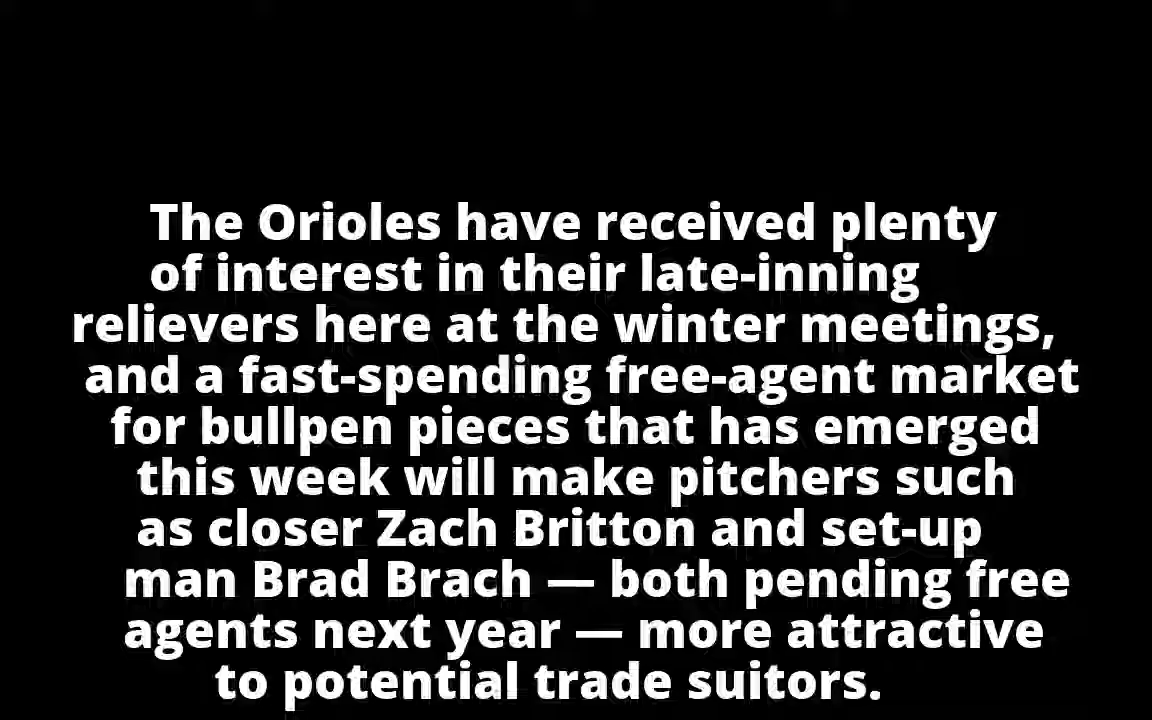 The Orioles have received plenty
of interest in their late-inning
relievers here at the winter meetings,
and a fast-spending free-agent market
for bullpen pieces that has emerged
this week will make pitchers such
as closer Zach Britton and set-up
man Brad Brach — both pending free
agents next year — more attractive
to potential trade suitors.